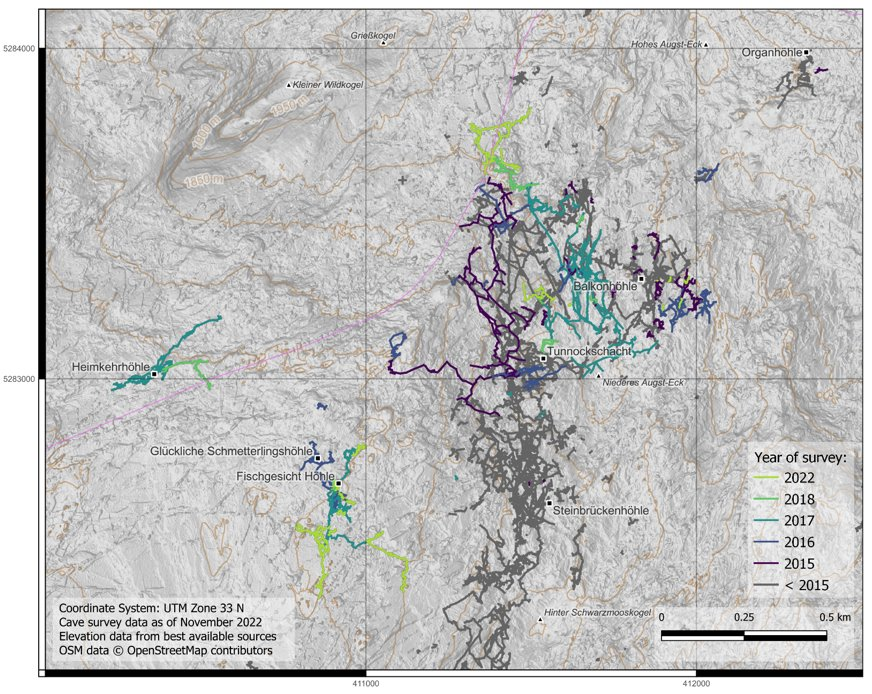 5284000
Grießkogel
Hohes Augst-Eck
Organhöhle
Kleiner Wildkogel
1850 m
1810 m
1850 m
Balkonhöhle
Tunnockschacht
Heimkehrhöhle
5283000
Niederes Augst-Eck
Glückliche Schmetterlingshöhle
Fischgesicht Höhle
Steinbrückenhöhle
Year of survey:
2022
2018
2017
2016
2015
< 2015
Hinter Schwarzmooskogel
Coordinate System: UTM Zone 33 N
Cave survey data as of November 2022
Elevation data from best available sources
OSM data © OpenStreetMap contributors
0 0.25 0.5 km
411000 412000